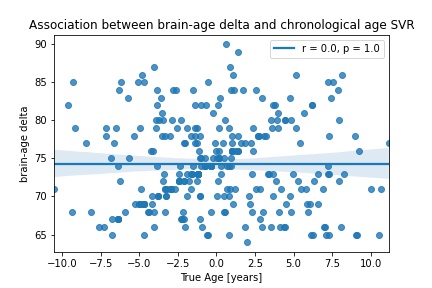 Association between brain-age delta and chronological age SVR
r = 0.0, p = 1.0
brain-age delta
90
85
80
75
70
65
-10.0 -7.5 -5.0 -2.5 0.0 2.5 5.0 7.5 10.0
True Age [years]